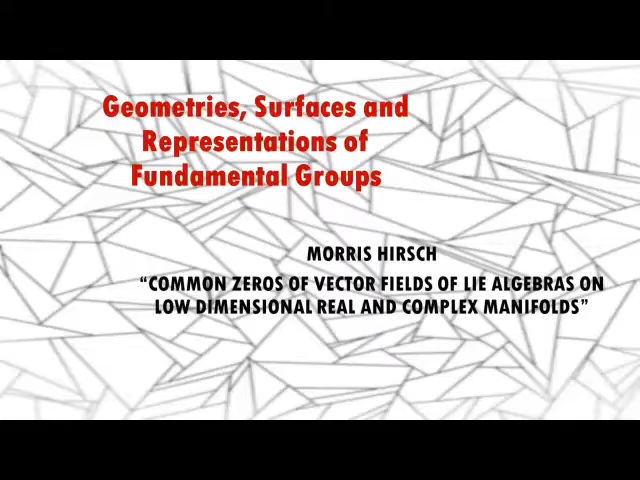 Geometries, Surfaces and
Representations of
Fundamental Groups
MORRIS HIRSCH
“COMMON ZEROS OF VECTOR FIELDS OF LIE ALGEBRAS ON
LOW DIMENSIONAL REAL AND COMPLEX MANIFOLDS”